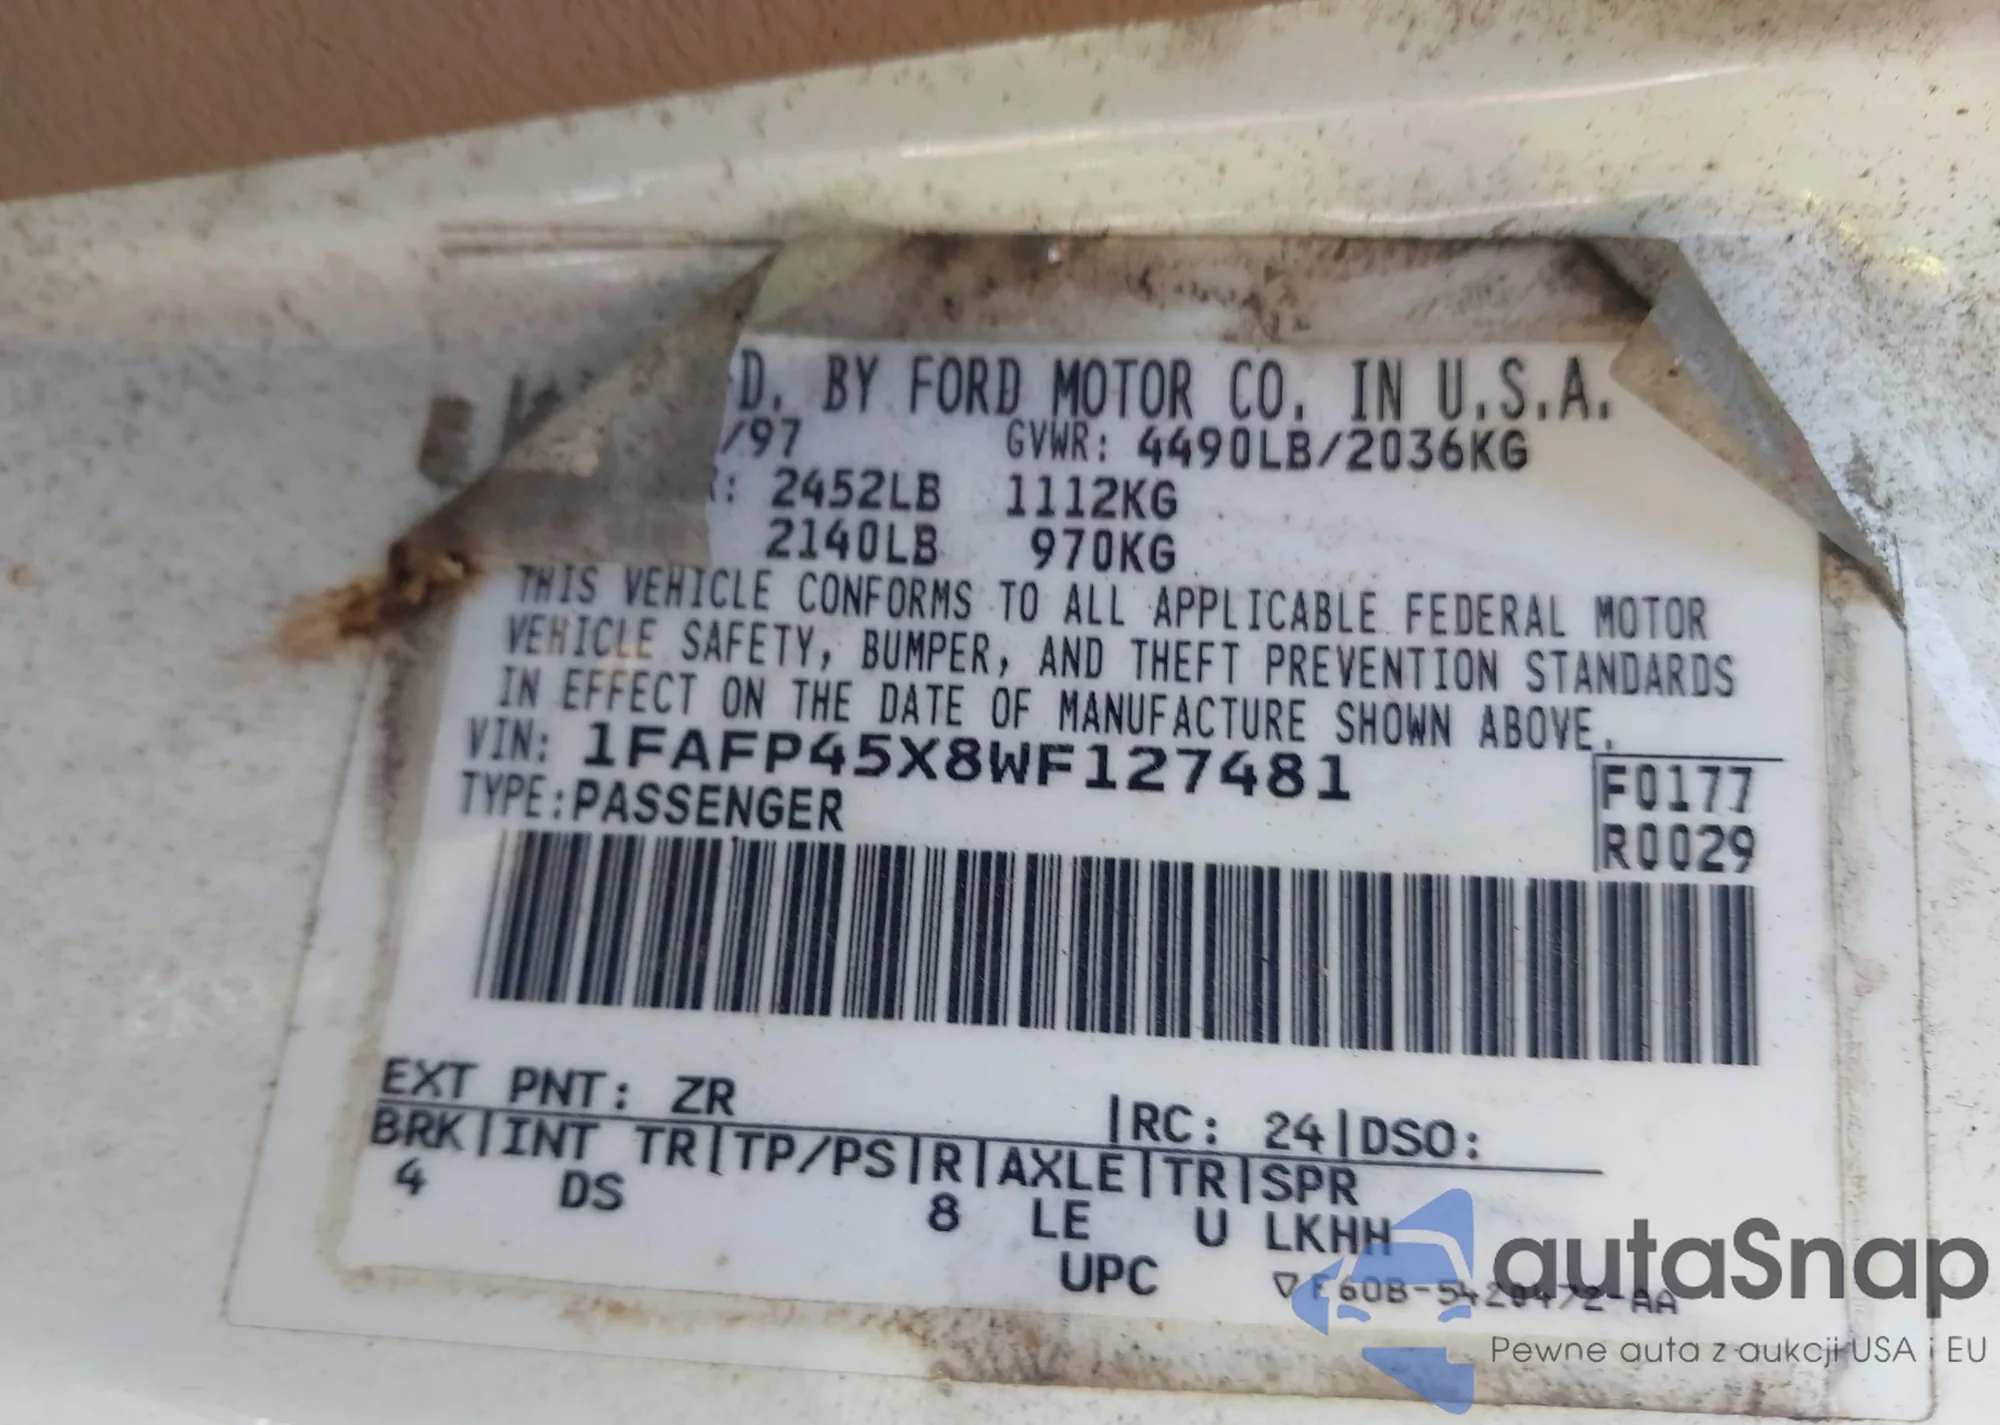 D. BY FORD MOTOR CO. IN U.S.A.
/97 GVWR: 4490LB/2036KG
: 2452LB 1112KG
2140LB 970KG
THIS VEHICLE CONFORMS TO ALL APPLICABLE FEDERAL MOTOR
VEHICLE SAFETY, BUMPER, AND THEFT PREVENTION STANDARDS
IN EFFECT ON THE DATE OF MANUFACTURE SHOWN ABOVE.
VIN: 1FAFP45X8WF127481
TYPE:PASSENGER
F0177
R0029
EXT PNT: ZR |RC: 24|DSO:
BRK|INT TR|TP/PS|R|AXLE|TR|SPR
4 DS 8 LE U LKHH
UPC
autaSnap
Pewne auta z aukcji USA i EU